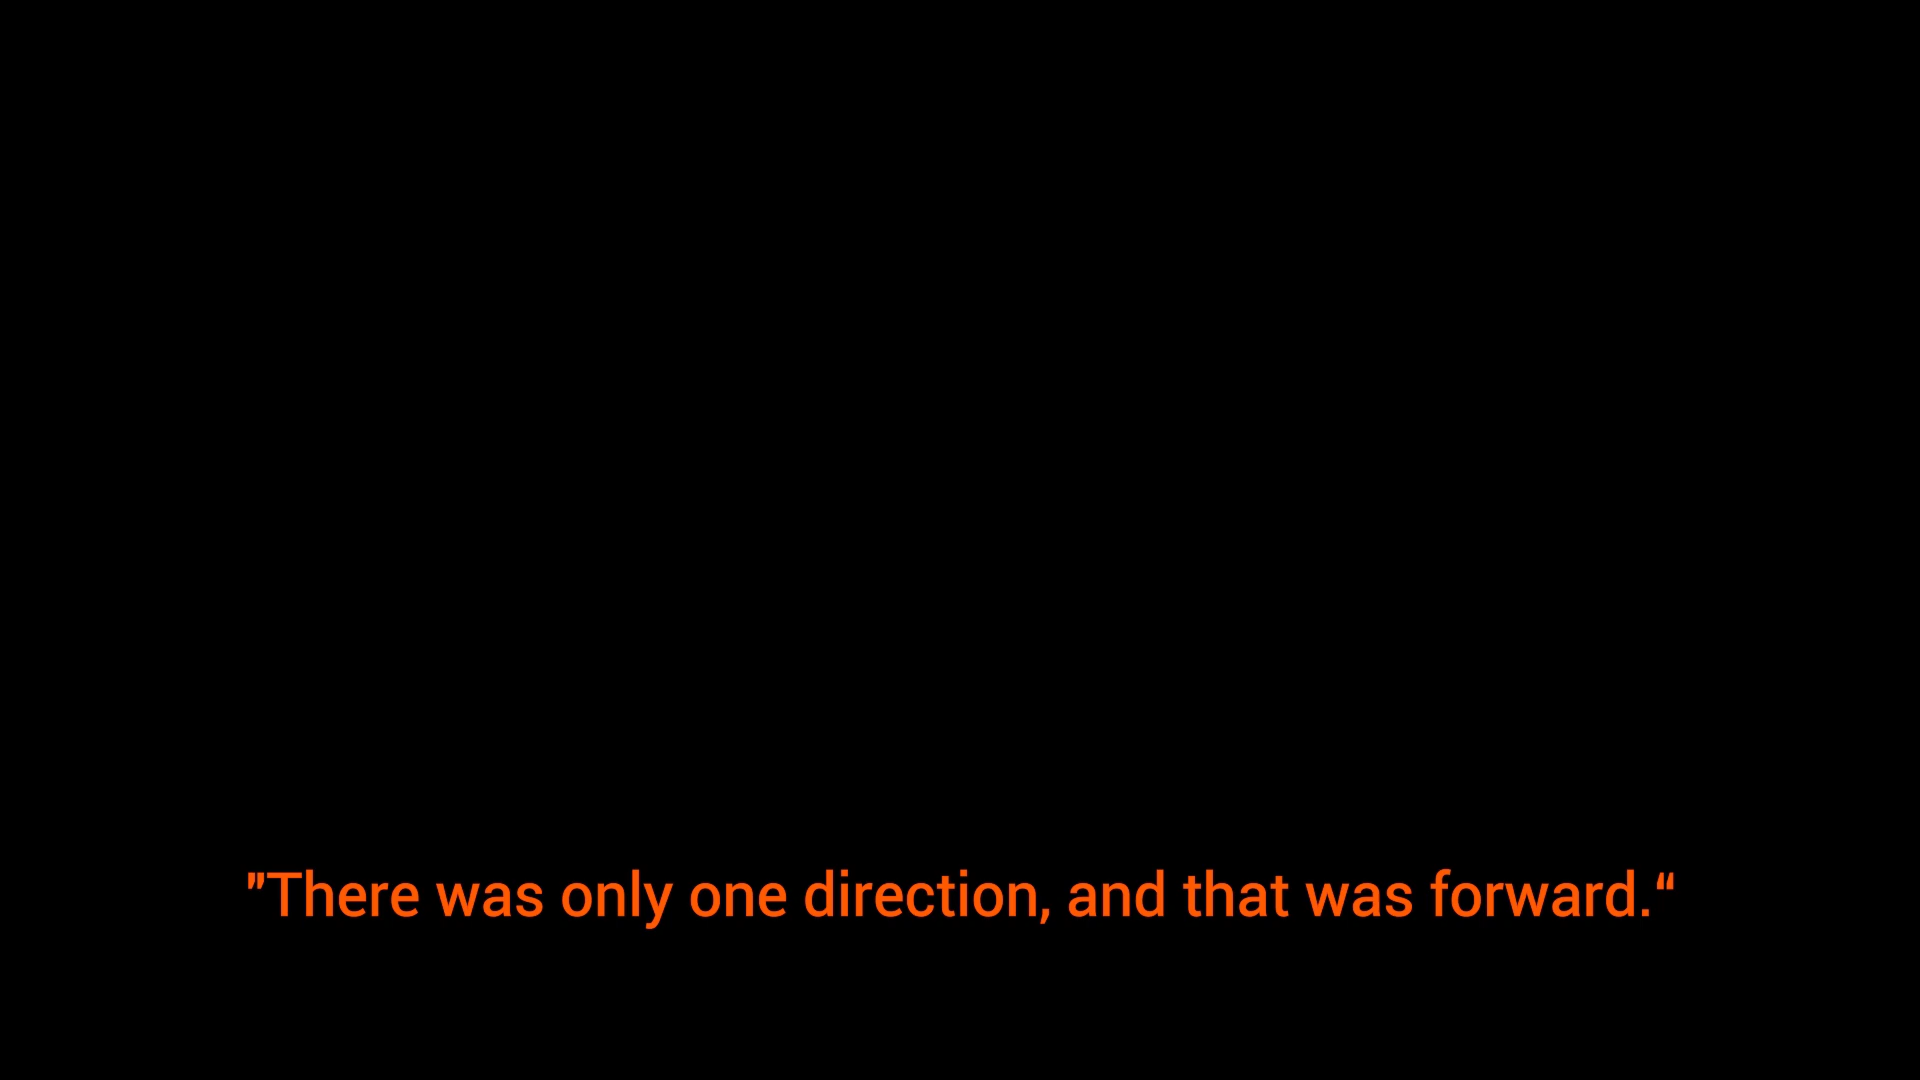 "There was only one direction, and that was forward.“